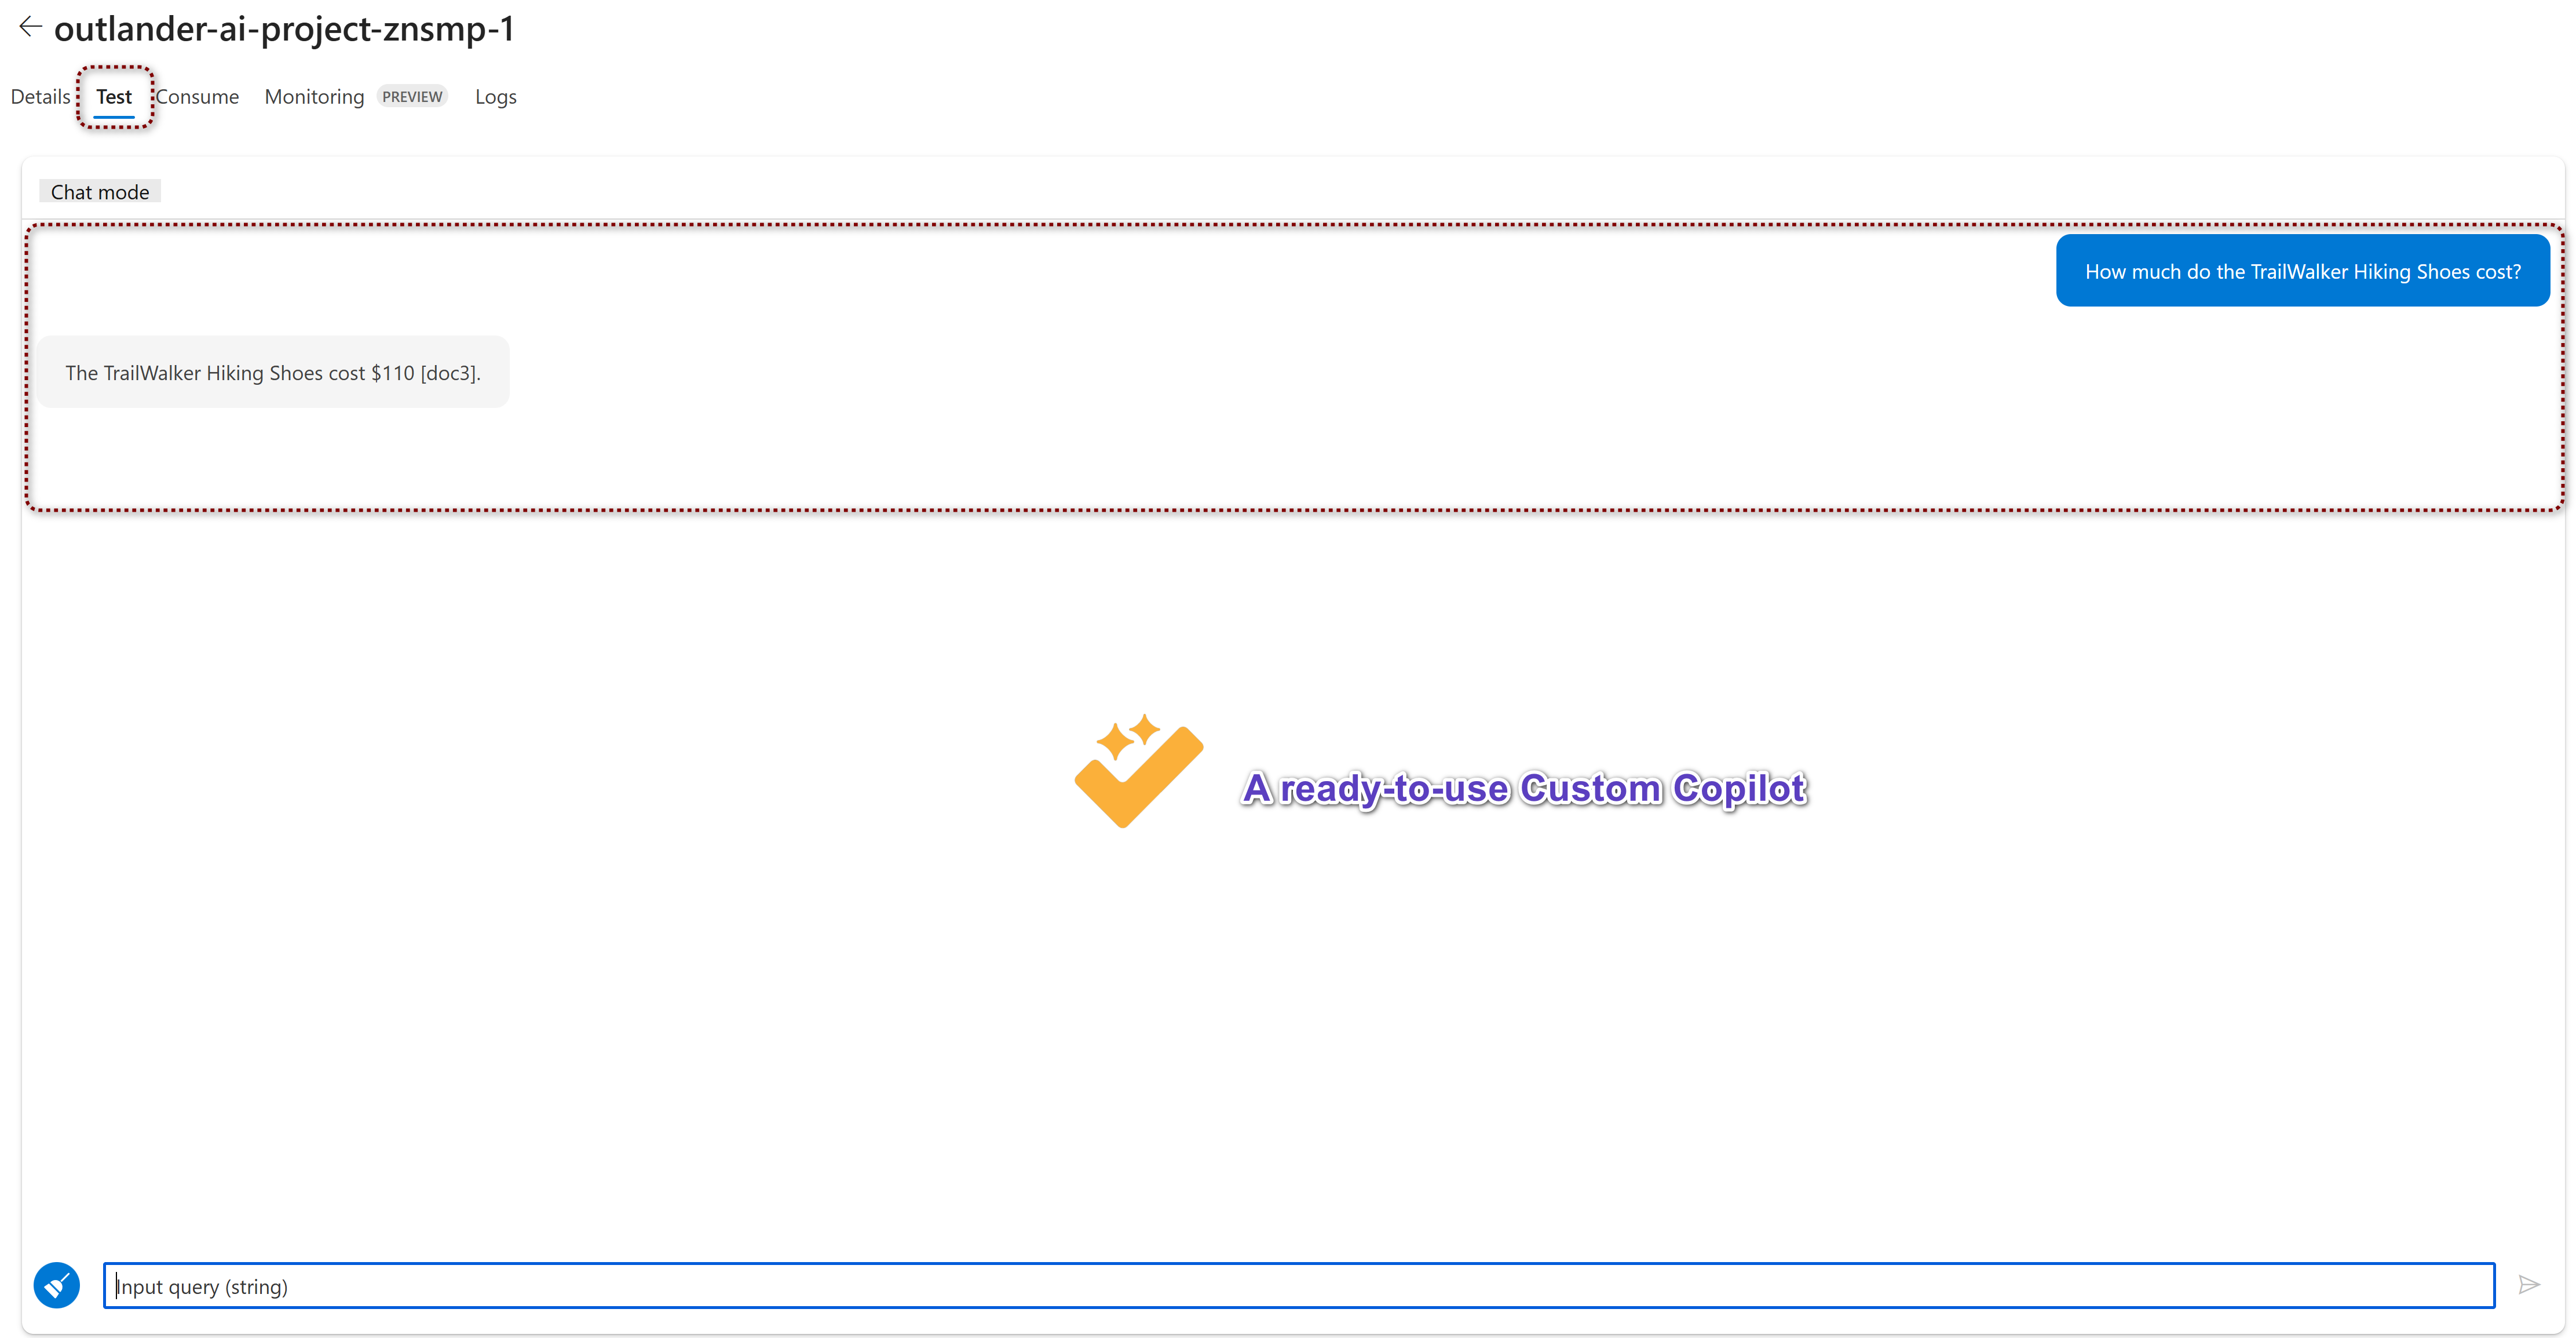 outlander-ai-project-znsmp-1
Details Test Consume Monitoring PREVIEW Logs
Chat mode
How much do the TrailWalker Hiking Shoes cost?
The TrailWalker Hiking Shoes cost $110 [doc3].
A ready-to-use Custom Copilot
Input query (string)